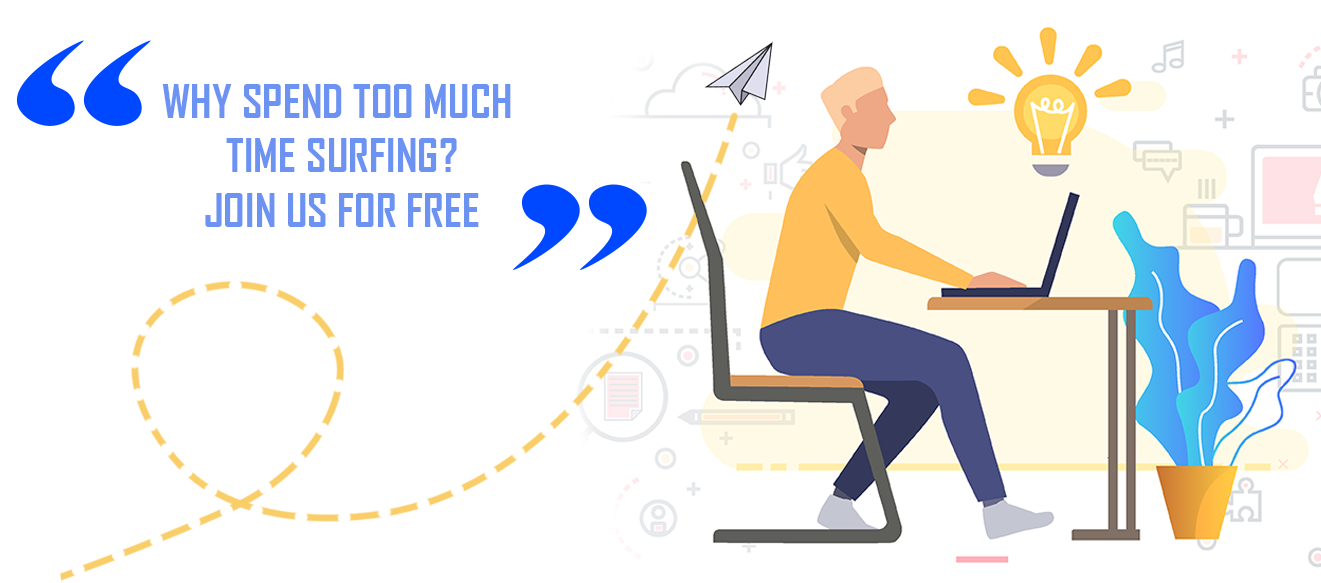 “ WHY SPEND TOO MUCH
TIME SURFING?
JOIN US FOR FREE ”